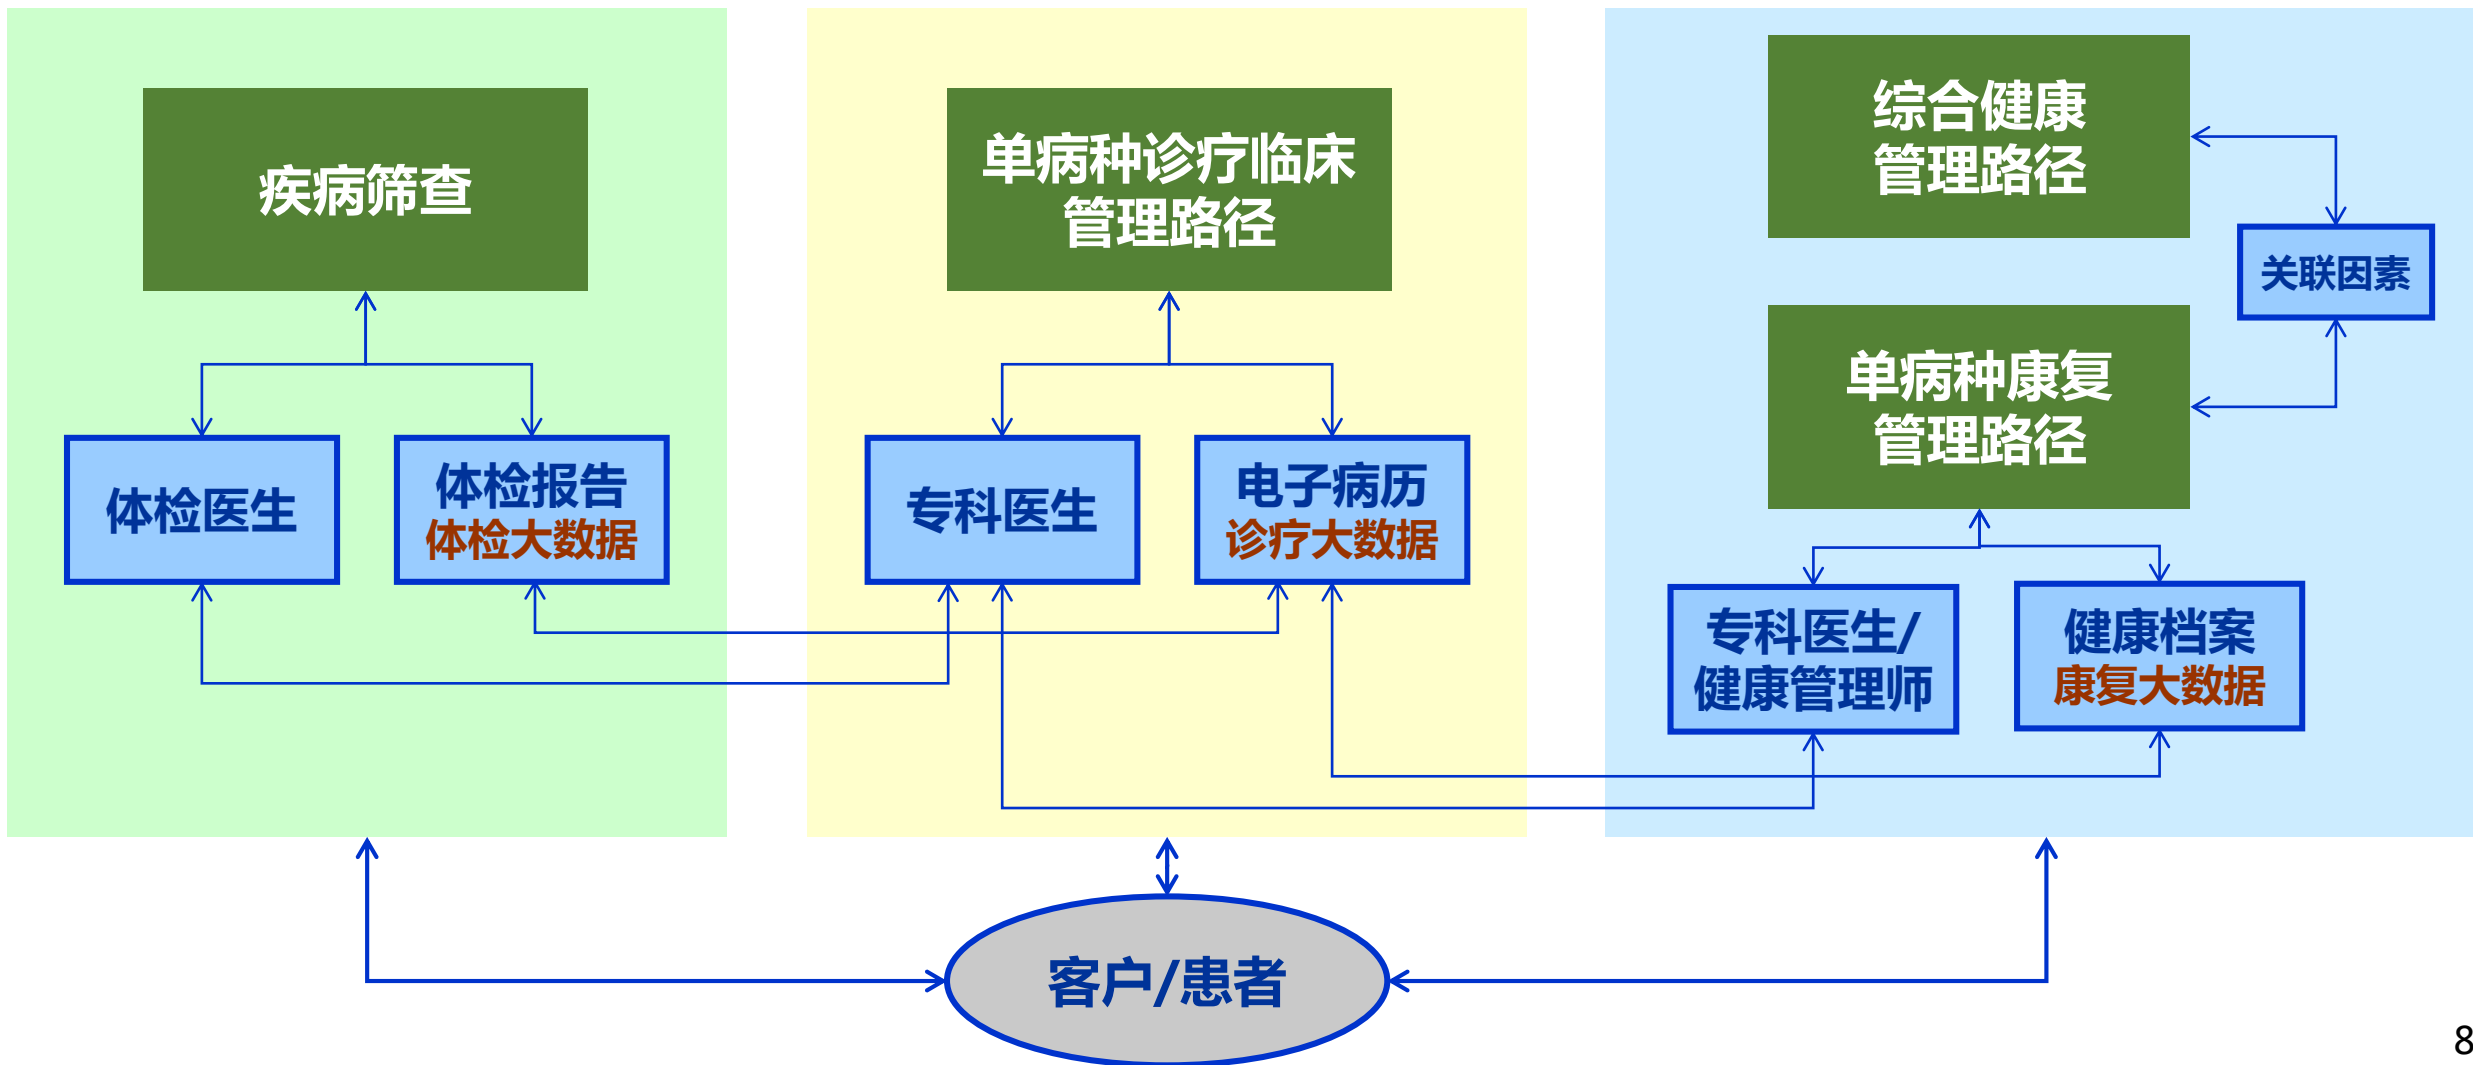 疾病筛查
体检医生
体检报告
体检大数据
单病种诊疗临床
管理路径
专科医生
电子病历
诊疗大数据
综合健康
管理路径
关联因素
单病种康复
管理路径
专科医生/
健康管理师
健康档案
康复大数据
客户/患者
8